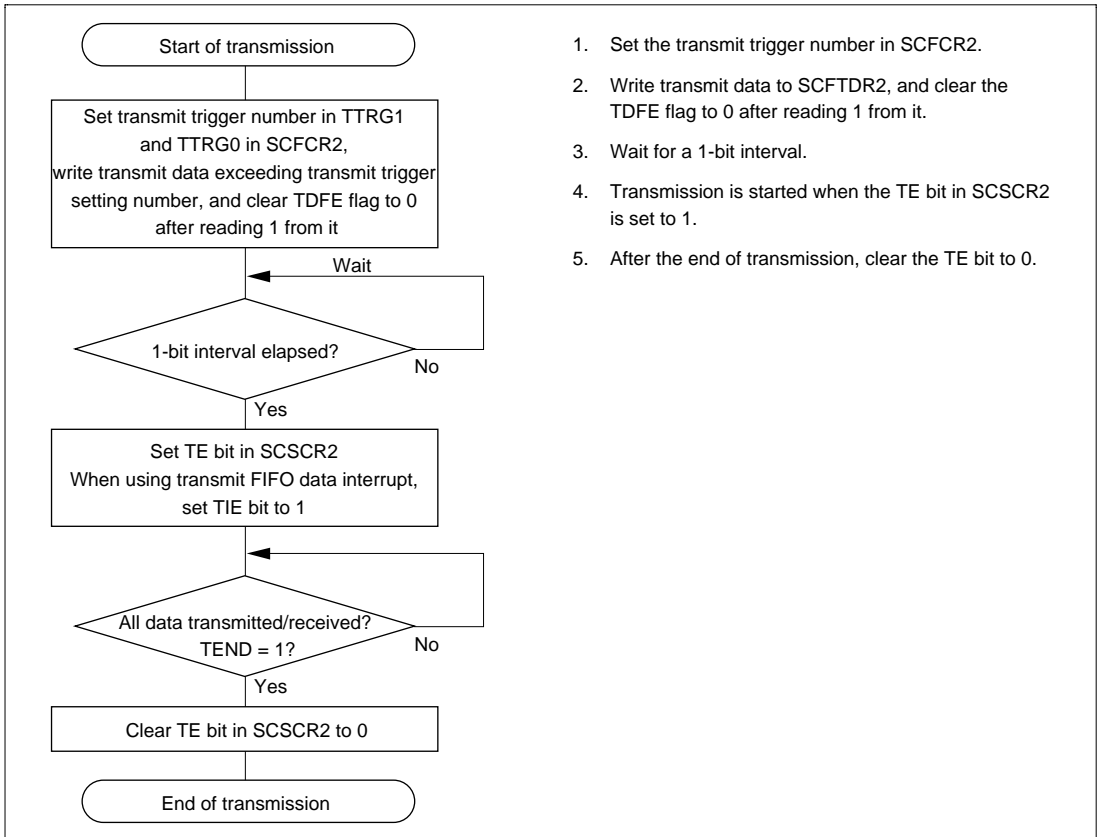 Start of transmission
Set transmit trigger number in TTRG1
and TTRG0 in SCFCR2,
write transmit data exceeding transmit trigger
setting number, and clear TDFE flag to 0
after reading 1 from it
Wait
1-bit interval elapsed?
No
Yes
Set TE bit in SCSCR2
When using transmit FIFO data interrupt,
set TIE bit to 1
All data transmitted/received?
TEND = 1?
No
Yes
Clear TE bit in SCSCR2 to 0
End of transmission
1. Set the transmit trigger number in SCFCR2.
2. Write transmit data to SCFTDR2, and clear the
TDFE flag to 0 after reading 1 from it.
3. Wait for a 1-bit interval.
4. Transmission is started when the TE bit in SCSCR2
is set to 1.
5. After the end of transmission, clear the TE bit to 0.